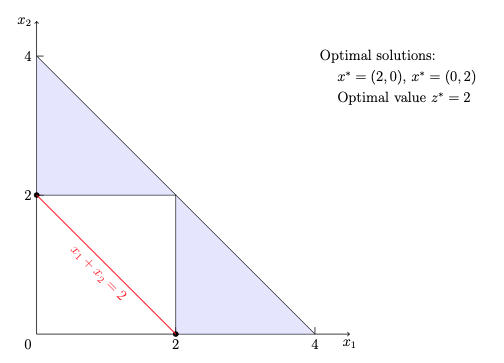 x₂
4
2
0
2
4
x₁
x₁ + x₂ = 2
Optimal solutions:
x* = (2, 0), x* = (0, 2)
Optimal value z* = 2